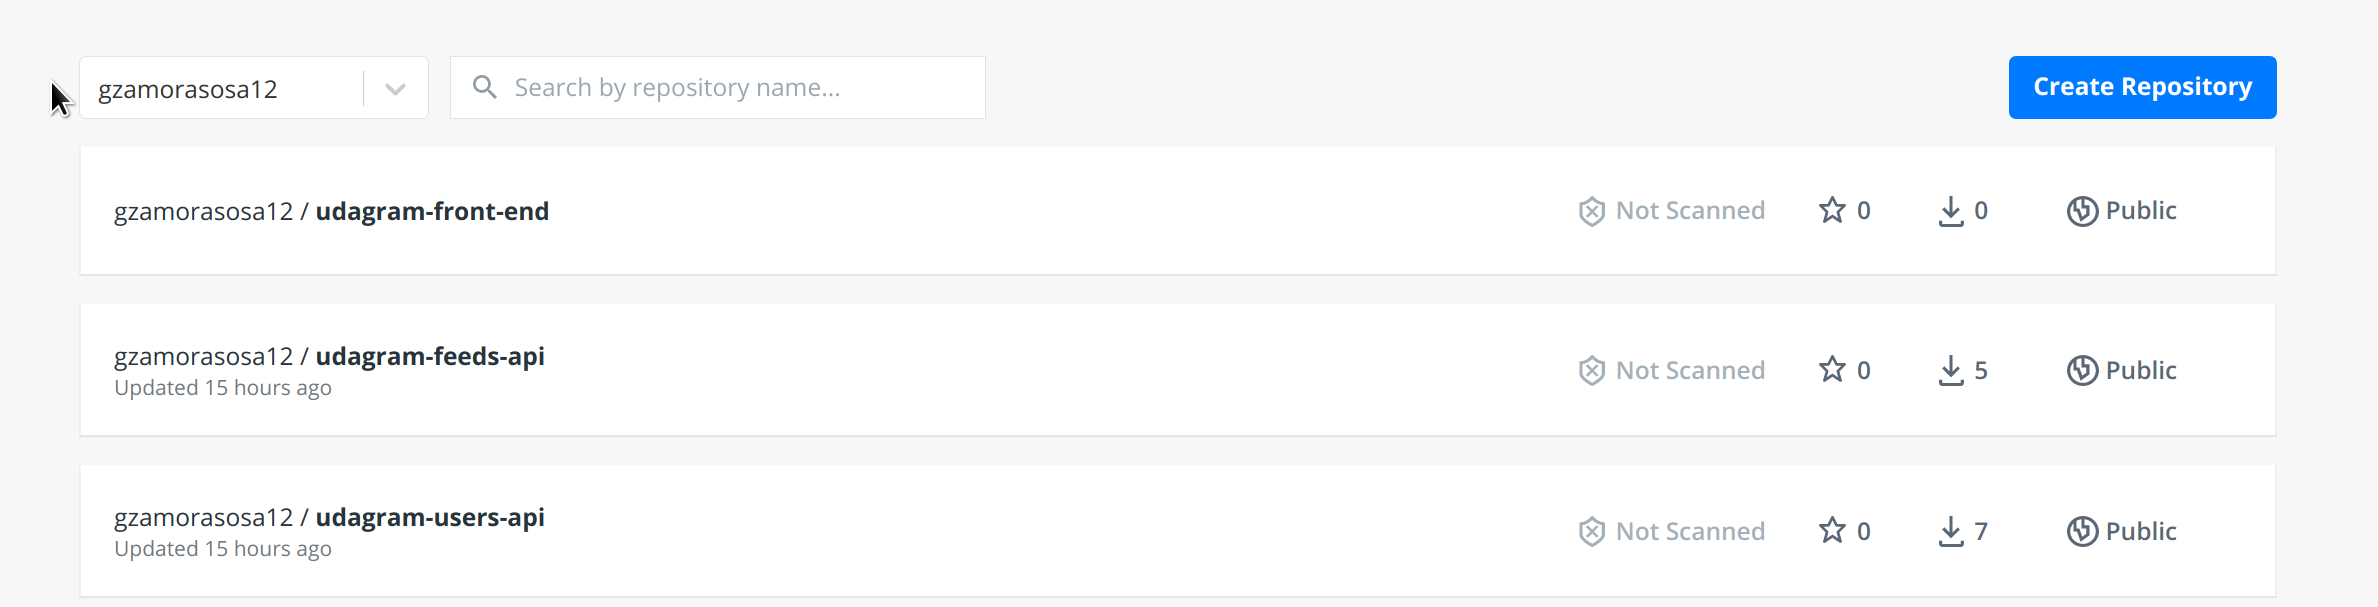 gzamorasosa12
Search by repository name...
Create Repository
gzamorasosa12 / udagram-front-end
Not Scanned
0
0
Public
gzamorasosa12 / udagram-feeds-api
Updated 15 hours ago
Not Scanned
0
5
Public
gzamorasosa12 / udagram-users-api
Updated 15 hours ago
Not Scanned
0
7
Public